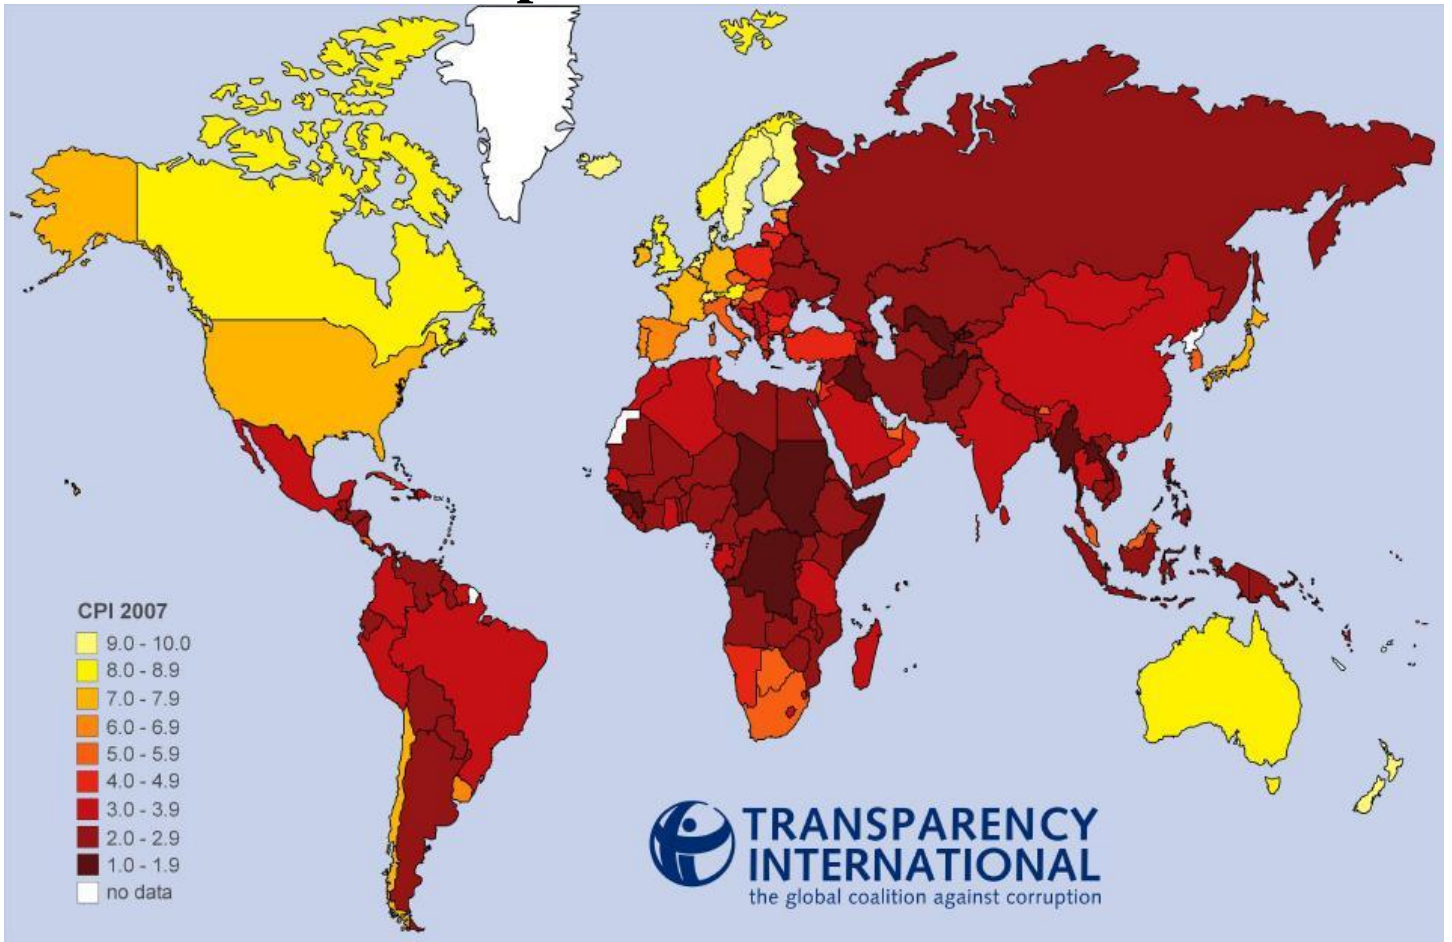 CPI 2007
9.0 - 10.0
8.0 - 8.9
7.0 - 7.9
6.0 - 6.9
5.0 - 5.9
4.0 - 4.9
3.0 - 3.9
2.0 - 2.9
1.0 - 1.9
no data
TRANSPARENCY
INTERNATIONAL
the global coalition against corruption